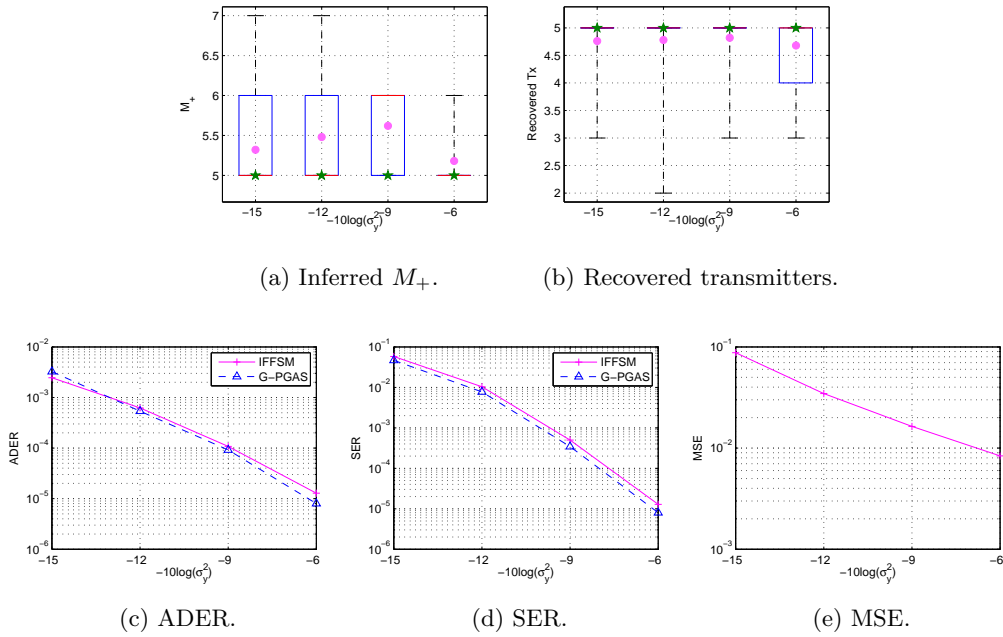 7
6.5
6
5.5
5
M+
−15
−12
−9
−6
−10log(σ_y^2)
(a) Inferred M+.
5
4.5
4
3.5
3
2.5
2
Recovered Tx
−15
−12
−9
−6
−10log(σ_y^2)
(b) Recovered transmitters.
10^−2
10^−3
10^−4
10^−5
10^−6
ADER
IFFSM
G−PGAS
−15
−12
−9
−6
−10log(σ_y^2)
(c) ADER.
10^−1
10^−2
10^−3
10^−4
10^−5
10^−6
SER
IFFSM
G−PGAS
−15
−12
−9
−6
−10log(σ_y^2)
(d) SER.
10^−1
10^−2
10^−3
MSE
−15
−12
−9
−6
−10log(σ_y^2)
(e) MSE.